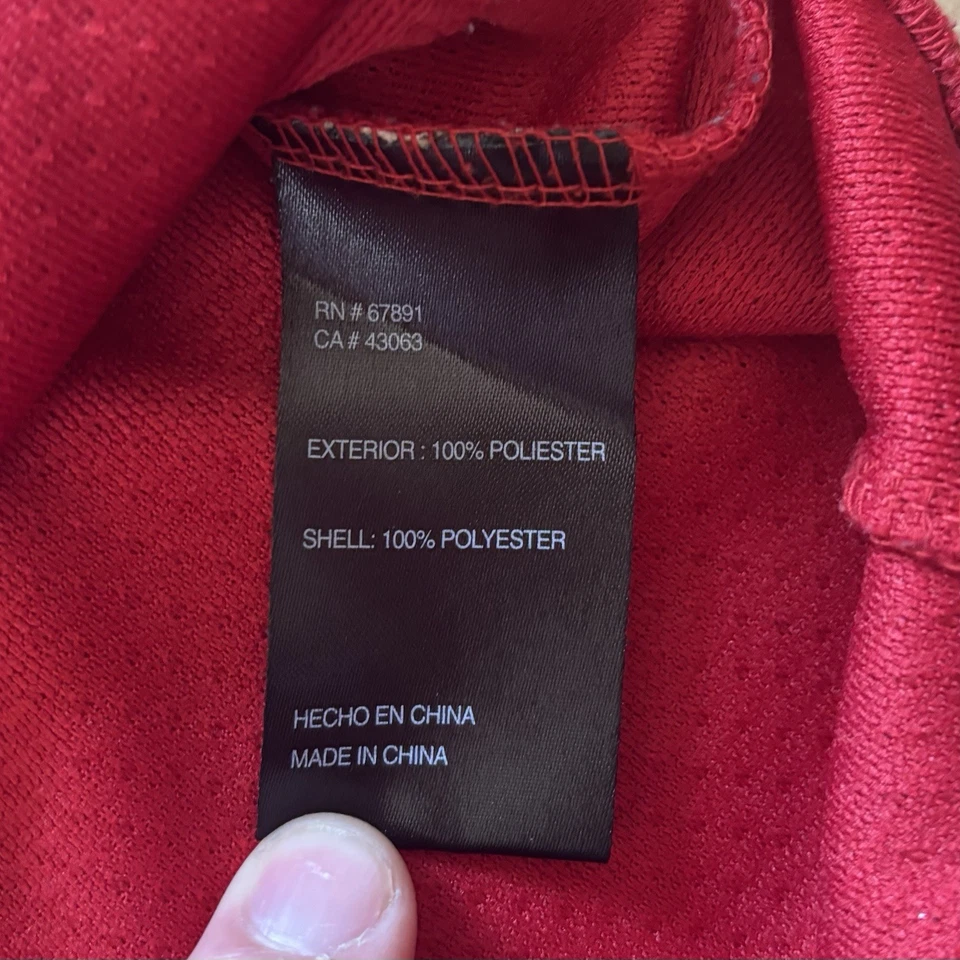 RN # 67891
CA # 43063
EXTERIOR : 100% POLIESTER
SHELL: 100% POLYESTER
HECHO EN CHINA
MADE IN CHINA